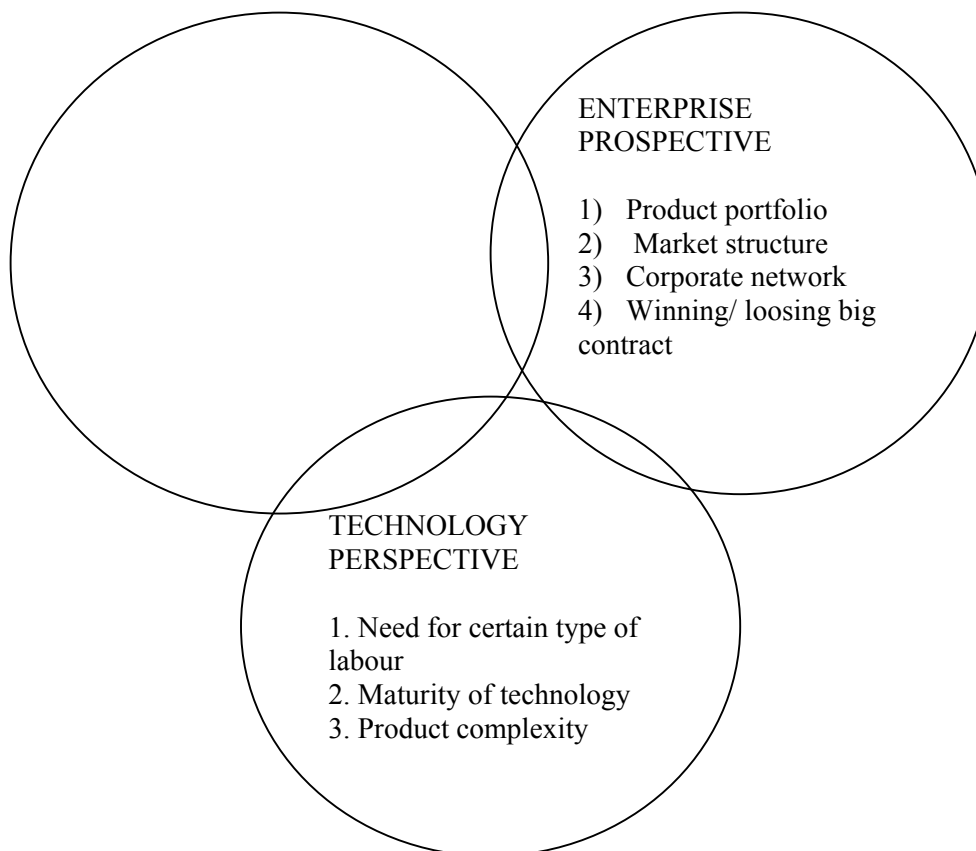 ENTERPRISE
PROSPECTIVE
1) Product portfolio
2) Market structure
3) Corporate network
4) Winning/ loosing big
contract
TECHNOLOGY
PERSPECTIVE
1. Need for certain type of
labour
2. Maturity of technology
3. Product complexity